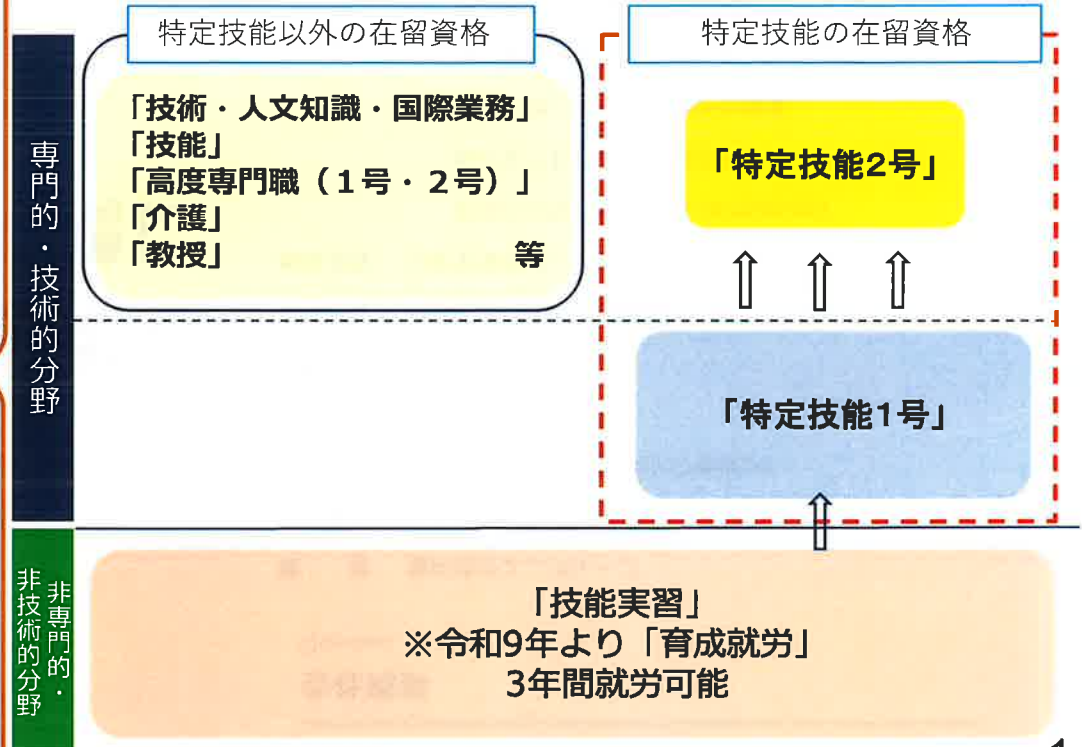 特定技能以外の在留資格
特定技能の在留資格
専門的・技術的分野
「技術・人文知識・国際業務」
「技能」
「高度専門職（1号・2号）」
「介護」
「教授」 等
「特定技能2号」
「特定技能1号」
非専門的・
非技術的分野
「技能実習」
※令和9年より「育成就労」
3年間就労可能